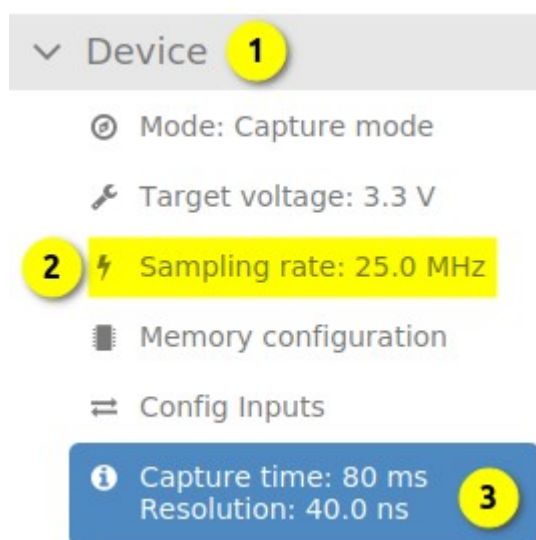 Device 1
Mode: Capture mode
Target voltage: 3.3 V
2 Sampling rate: 25.0 MHz
Memory configuration
Config Inputs
Capture time: 80 ms
Resolution: 40.0 ns 3